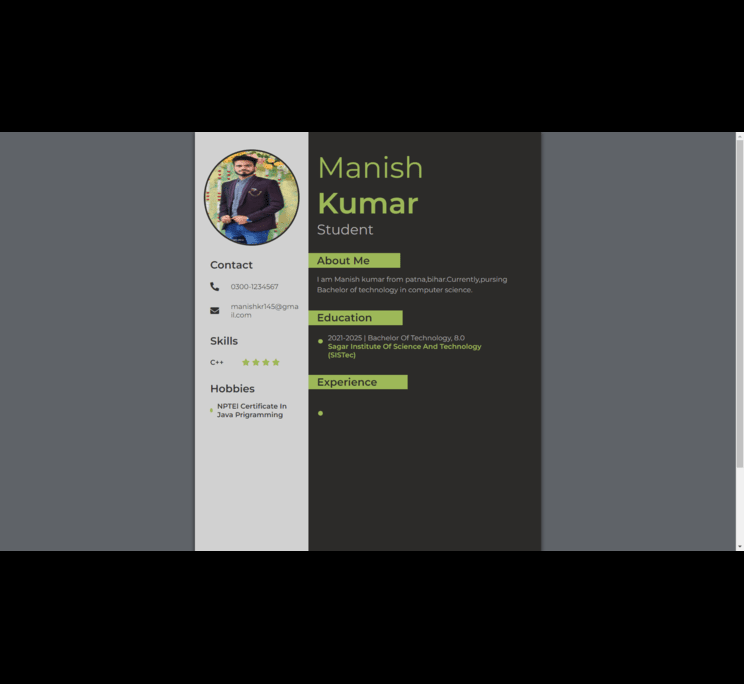 Manish
Kumar
Student
Contact
0300-1234567
manishkr145@gma
il.com
Skills
C++
Hobbies
NPTEl Certificate In
Java Prigramming
About Me
I am Manish kumar from patna,bihar.Currently,pursing
Bachelor of technology in computer science.
Education
2021-2025 | Bachelor Of Technology, 8.0
Sagar Institute Of Science And Technology
(SISTec)
Experience